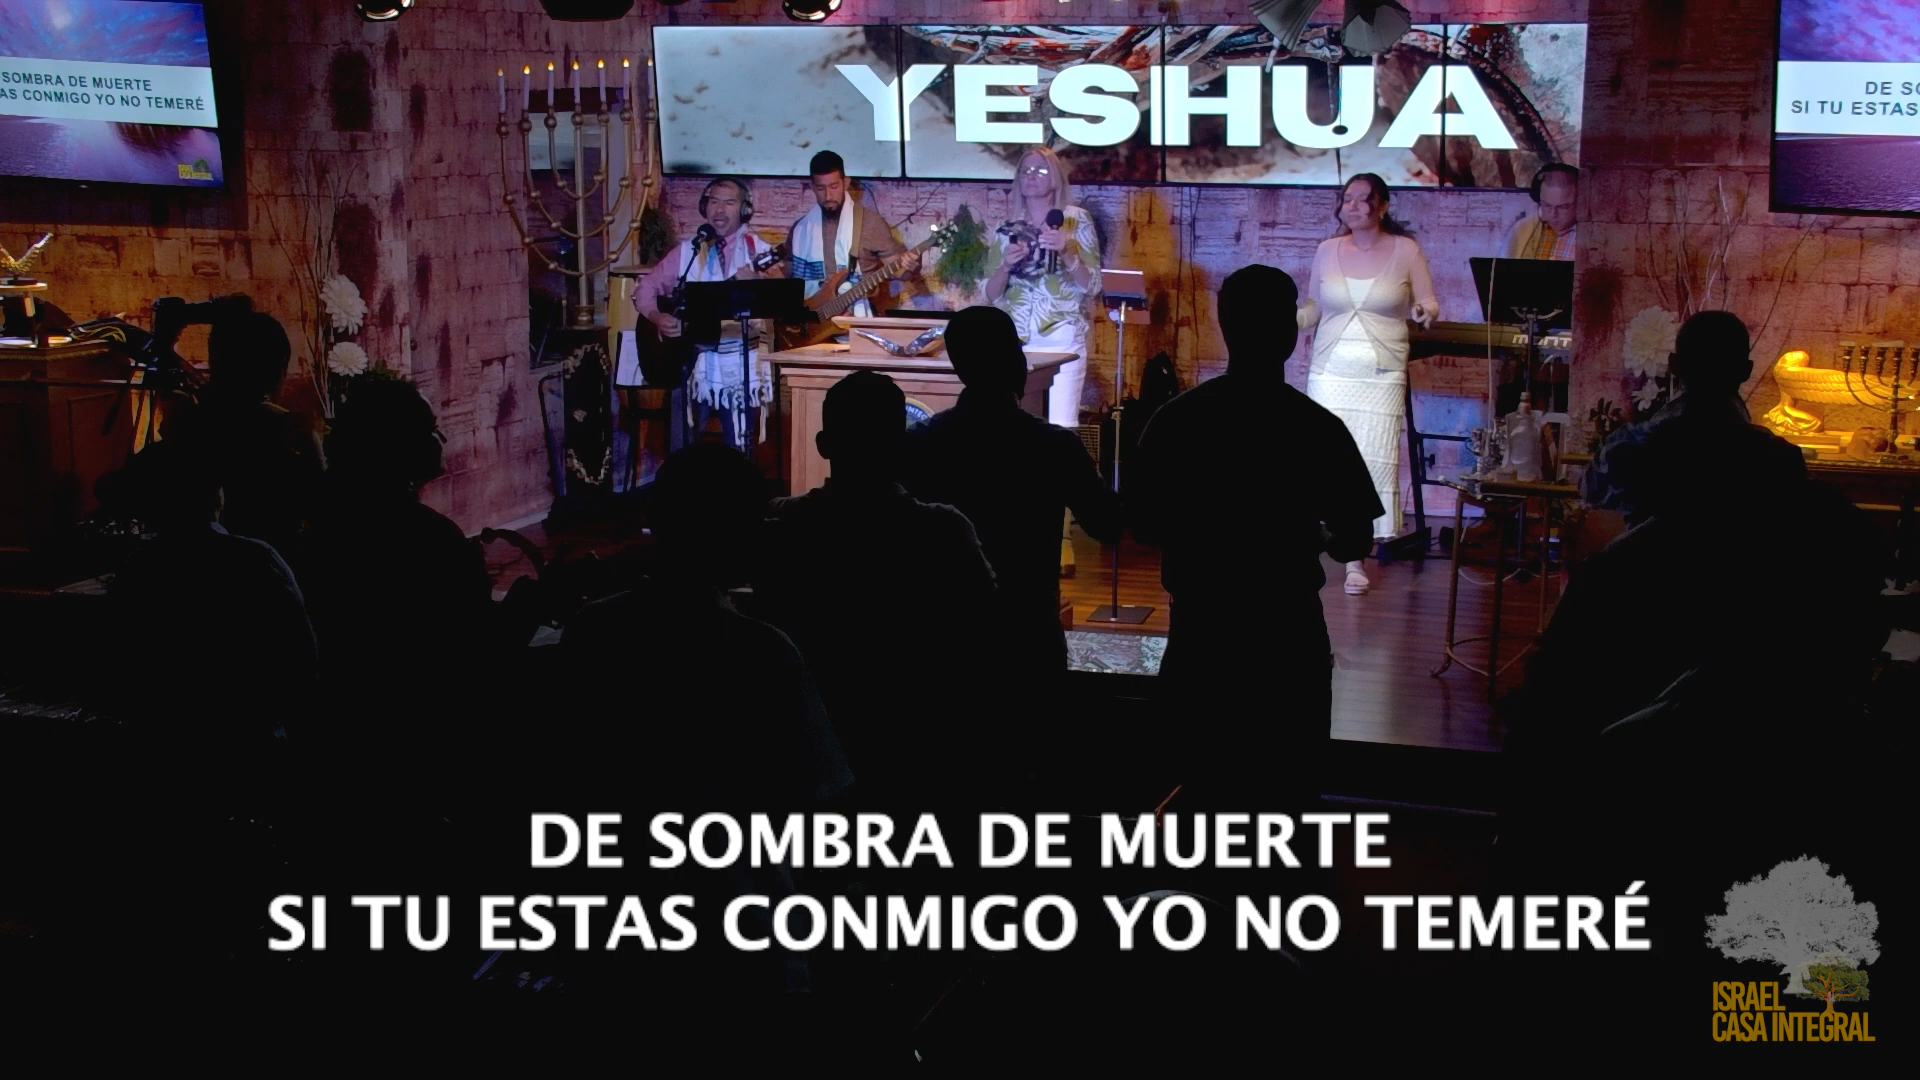 SOMBRA DE MUERTE
AS CONMIGO YO NO TEMERÉ
YESHUA
DE SO
SI TU ESTAS
DE SOMBRA DE MUERTE
SI TU ESTAS CONMIGO YO NO TEMERÉ
ISRAEL
CASA INTEGRAL